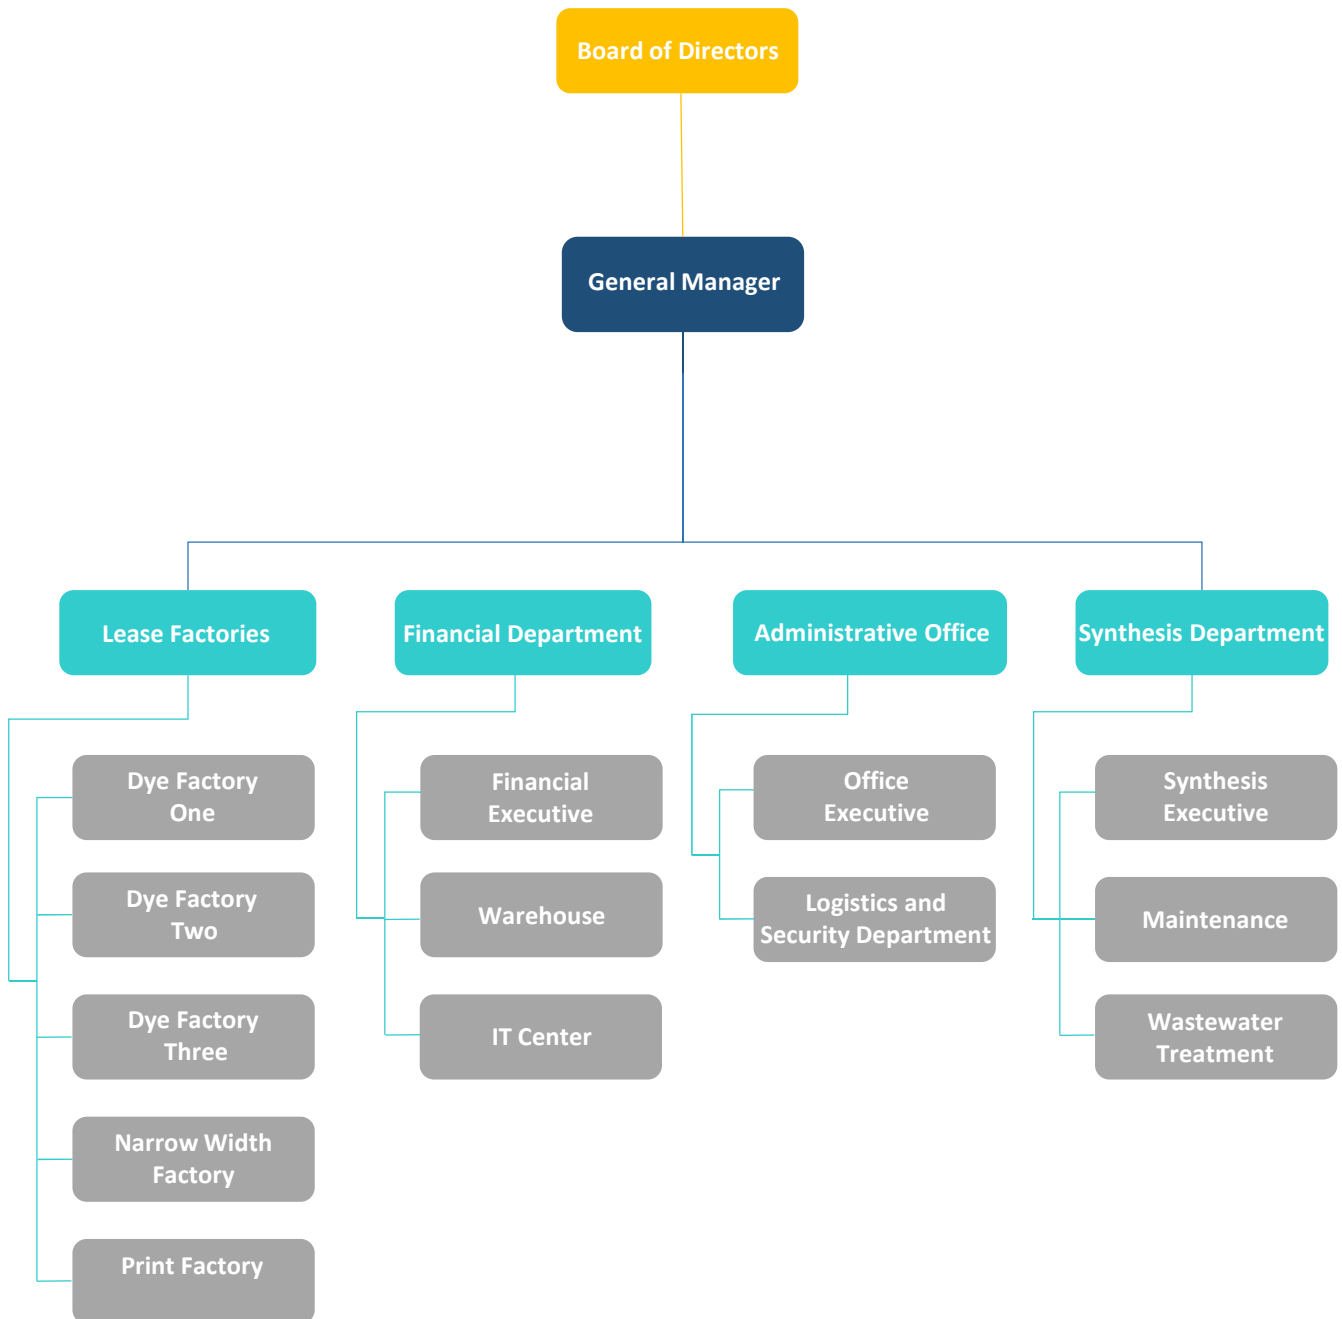 Board of Directors
General Manager
Lease Factories
Financial Department
Administrative Office
Synthesis Department
Dye Factory
One
Dye Factory
Two
Dye Factory
Three
Narrow Width
Factory
Print Factory
Financial
Executive
Warehouse
IT Center
Office
Executive
Logistics and
Security Department
Synthesis
Executive
Maintenance
Wastewater
Treatment